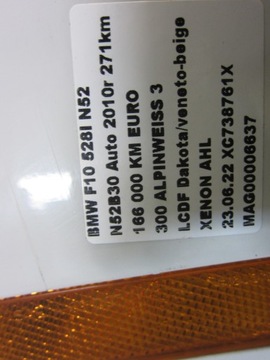 BMW F10 528I N52
N52B30 Auto 2010r 271km
166 000 KM EURO
300 ALPINWEISS 3
LCDF Dakota/veneto-beige
XENON AHL
23.06.22 XC738761X
MAG00006637